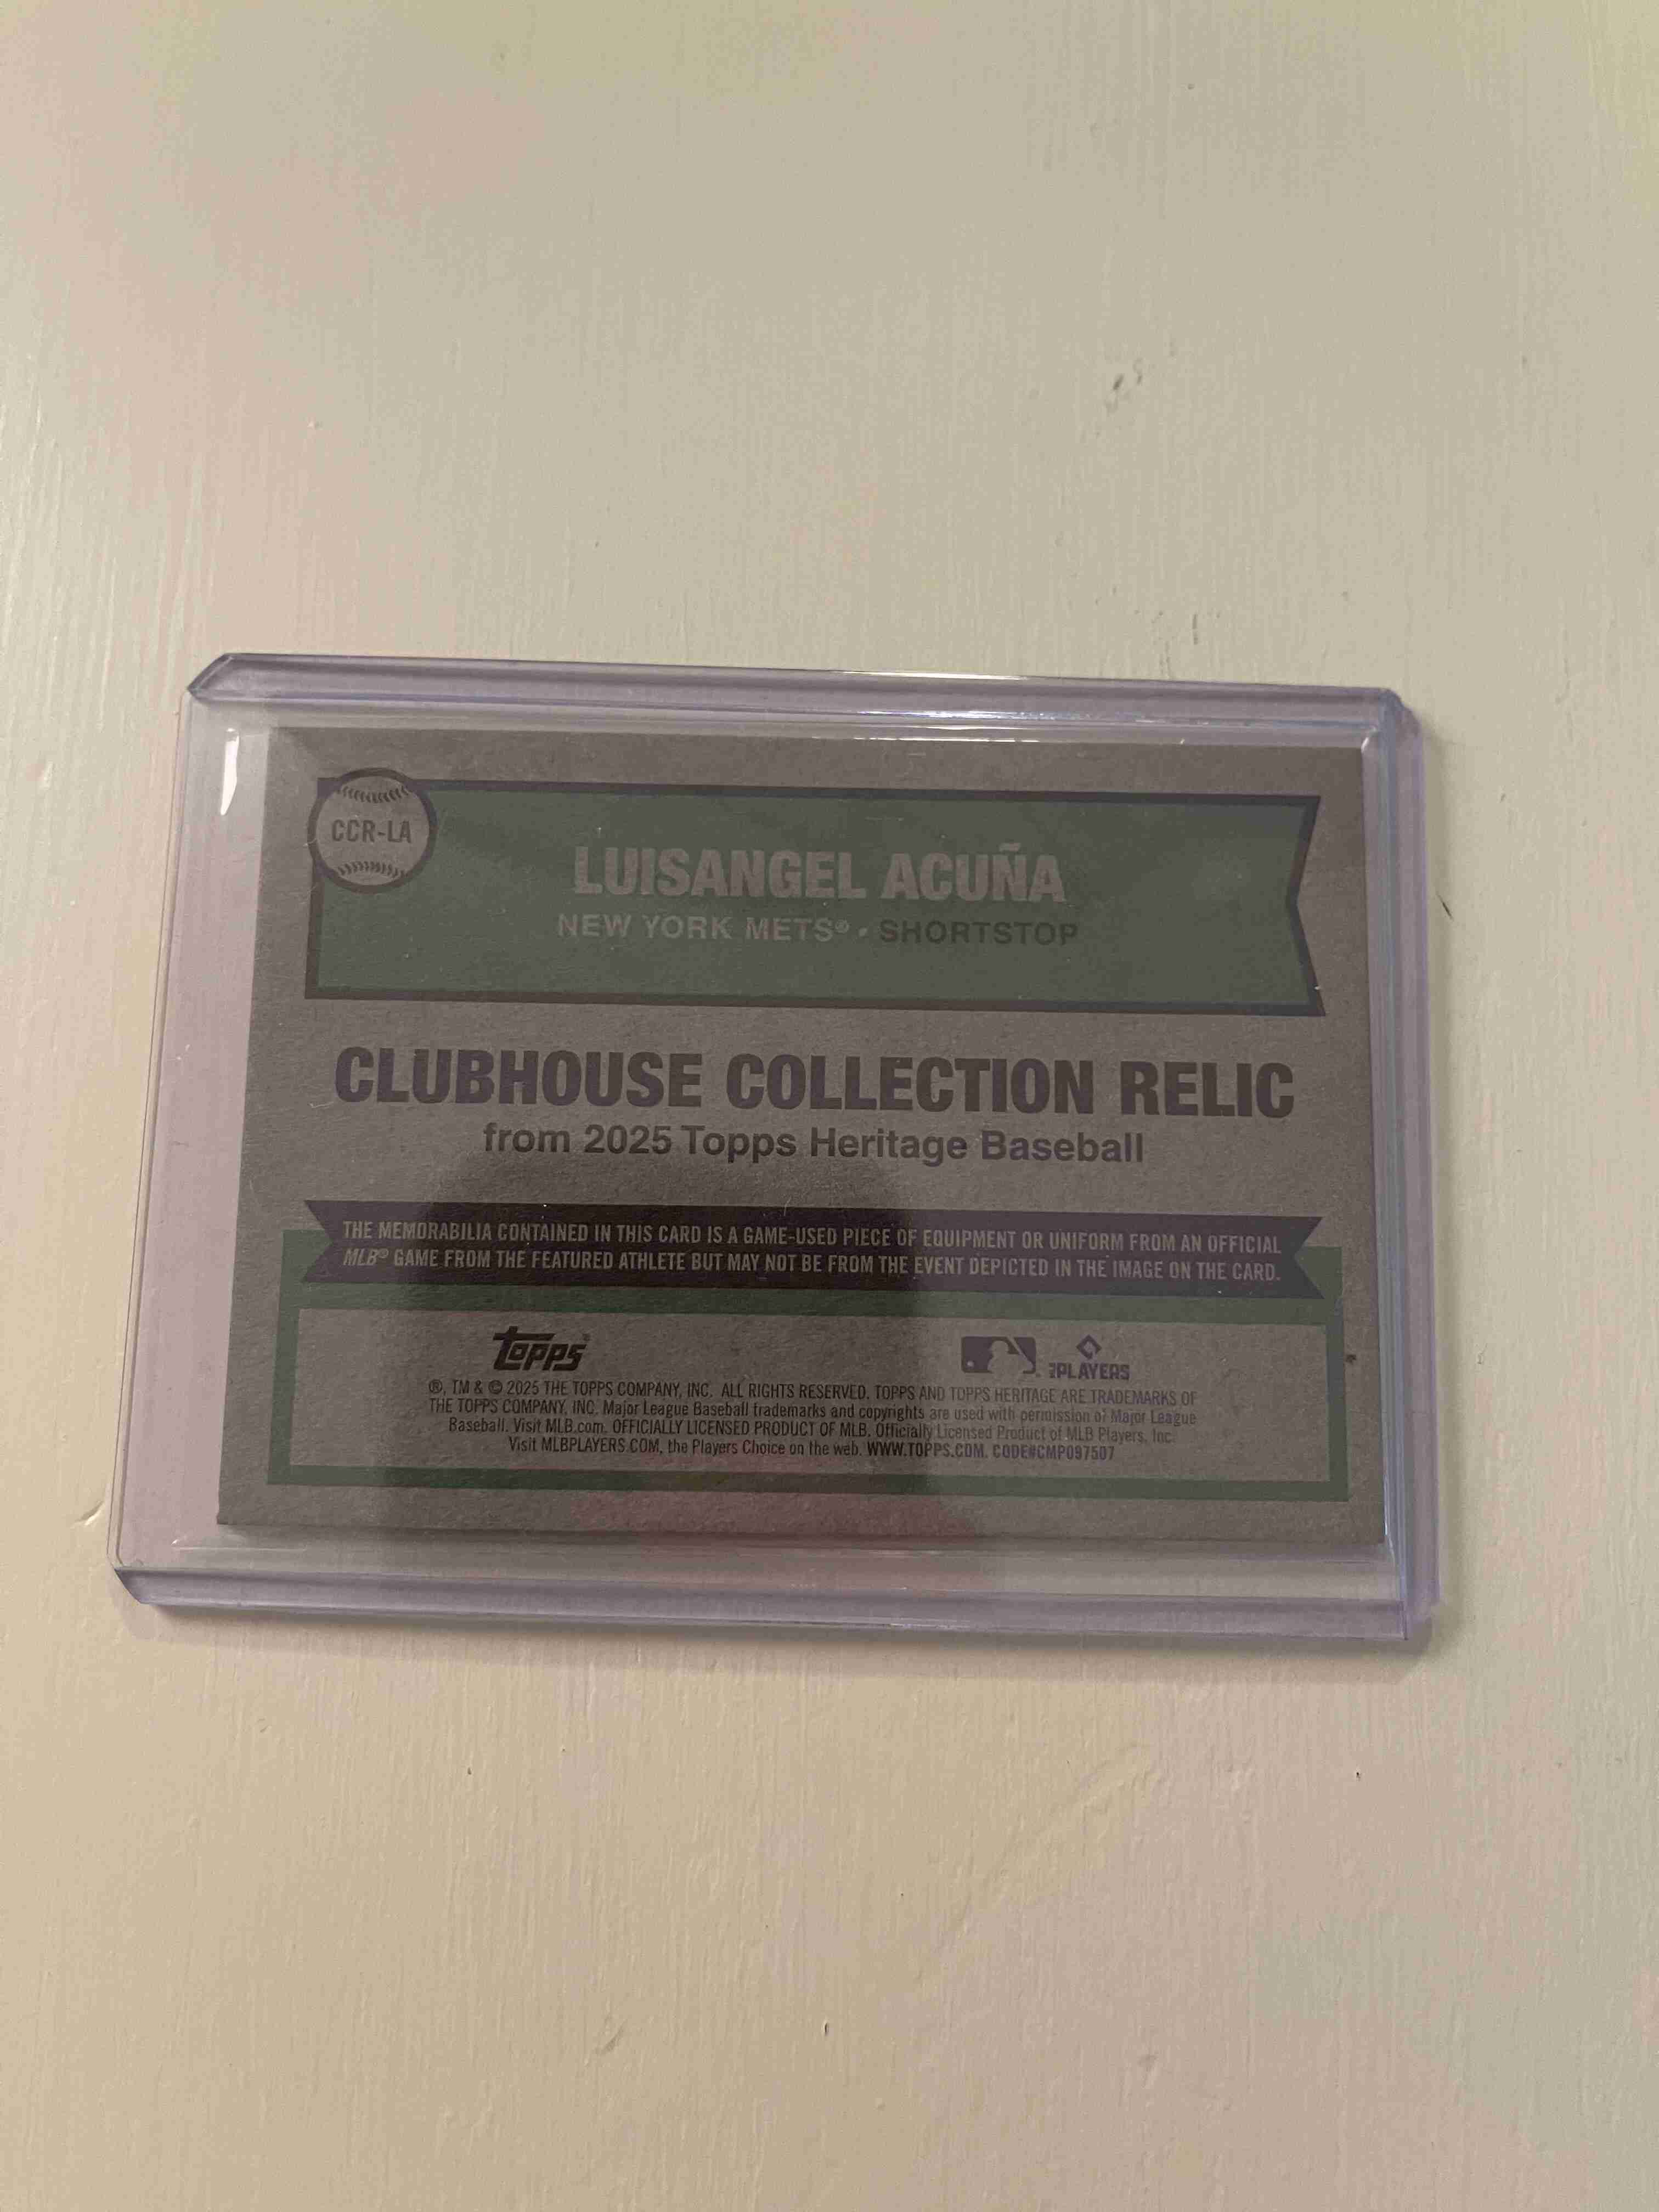 CCR-LA
LUISANGEL ACUÑA
NEW YORK METS® • SHORTSTOP
CLUBHOUSE COLLECTION RELIC
from 2025 Topps Heritage Baseball
THE MEMORABILIA CONTAINED IN THIS CARD IS A GAME-USED PIECE OF EQUIPMENT OR UNIFORM FROM AN OFFICIAL
MLB® GAME FROM THE FEATURED ATHLETE BUT MAY NOT BE FROM THE EVENT DEPICTED IN THE IMAGE ON THE CARD.
topps®
PLAYERS
®, TM & © 2025 THE TOPPS COMPANY, INC. ALL RIGHTS RESERVED. TOPPS AND TOPPS HERITAGE ARE TRADEMARKS OF
THE TOPPS COMPANY, INC. Major League Baseball trademarks and copyrights are used with permission of Major League
Baseball. Visit MLB.com. OFFICIALLY LICENSED PRODUCT OF MLB. Officially Licensed Product of MLB Players, Inc.
Visit MLBPLAYERS.COM, the Players Choice on the web. WWW.TOPPS.COM. CODE#CMP097507